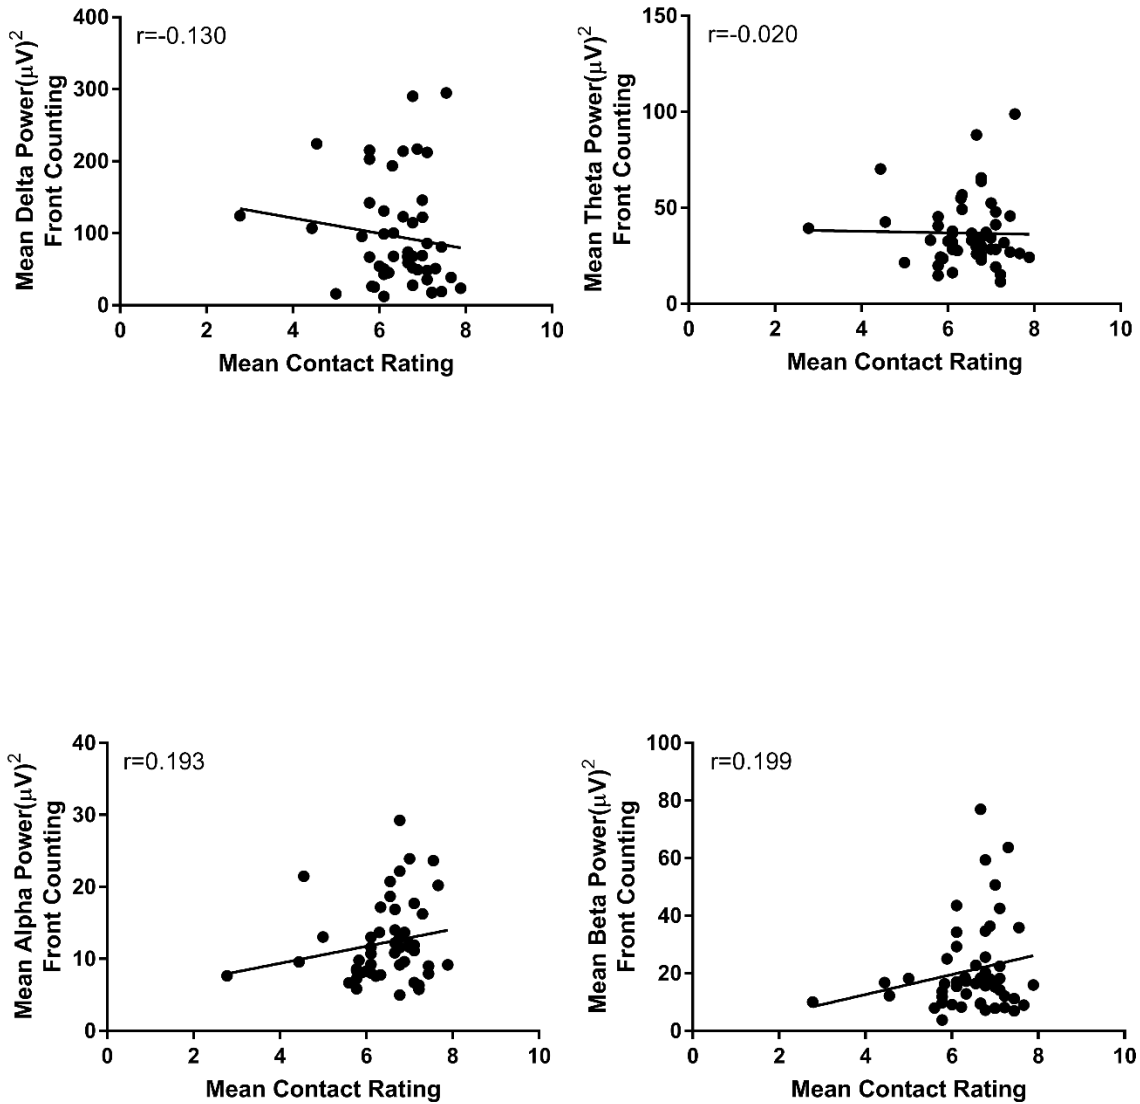 r=-0.130
Mean Delta Power(μV)²
Front Counting
400
300
200
100
0
0 2 4 6 8 10
Mean Contact Rating
r=-0.020
Mean Theta Power(μV)²
Front Counting
150
100
50
0
0 2 4 6 8 10
Mean Contact Rating
r=0.193
Mean Alpha Power(μV)²
Front Counting
40
30
20
10
0
0 2 4 6 8 10
Mean Contact Rating
r=0.199
Mean Beta Power(μV)²
Front Counting
100
80
60
40
20
0
0 2 4 6 8 10
Mean Contact Rating